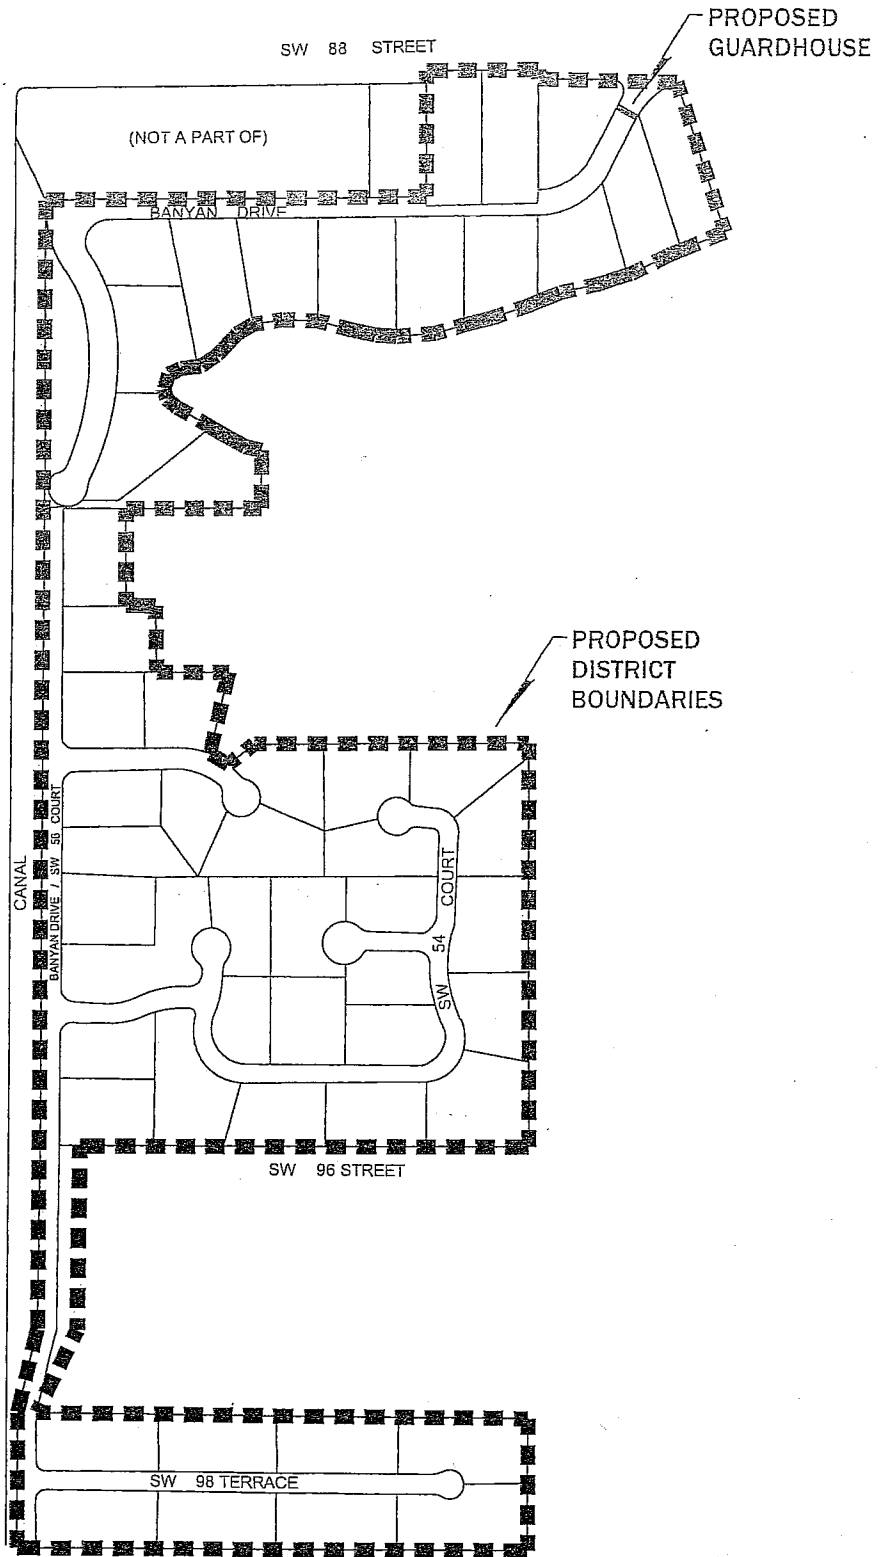 PROPOSED
GUARDHOUSE
SW 88 STREET
(NOT A PART OF)
BANYAN DRIVE
PROPOSED
DISTRICT
BOUNDARIES
CANAL
BANYAN DRIVE / SW 56 COURT
SW 54 COURT
SW 96 STREET
SW 98 TERRACE